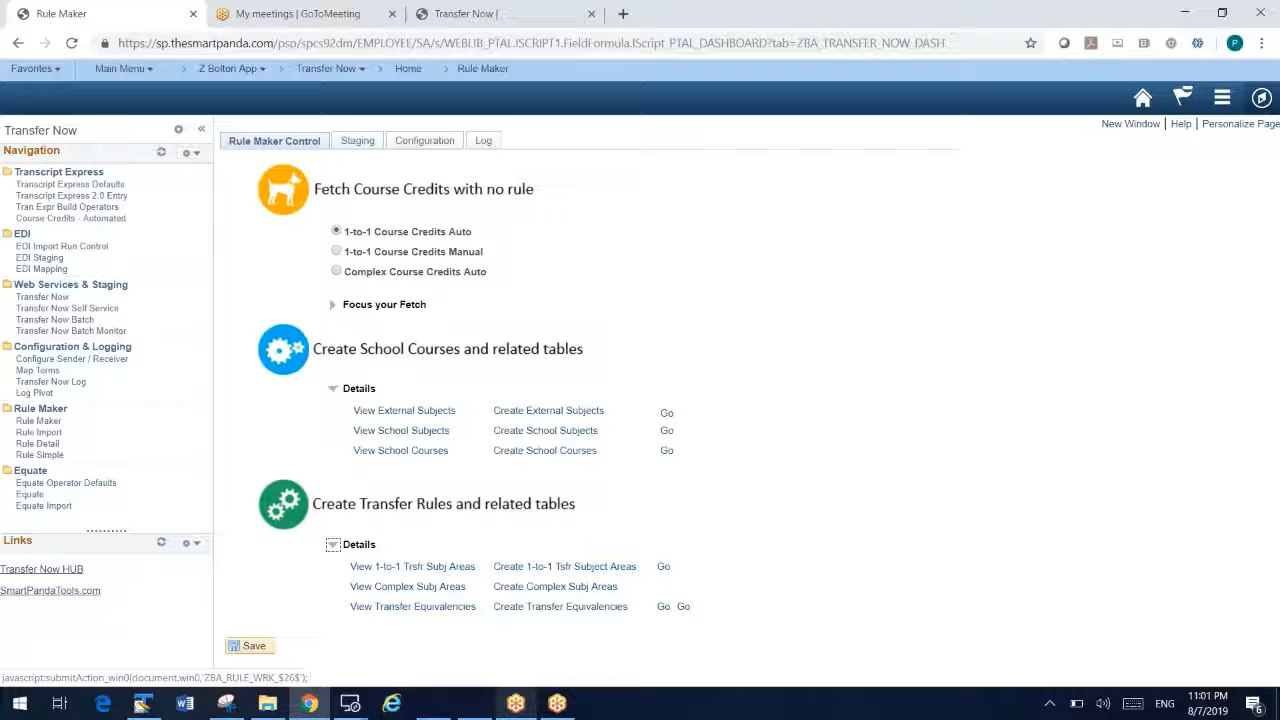 Rule Maker
My meetings | GoToMeeting
Transfer Now |
https://sp.thesmartpanda.com/psp/spcs92dm/EMPLOYEE/SA/s/WEBLIB_PTAL.ISCRIPT1.FieldFormula.IScript_PTAL_DASHBOARD?tab=ZBA_TRANSFER_NOW_DASH...
P
Favorites Main Menu > Z Boltori App > Transfer Now > Home > Rule Maker
New Window | Help | Personalize Page
Transfer Now
Navigation
Transcript Express
Transcript Express Defaults
Transcript Express 2.0 Entry
Tran Expr Build Operators
Course Credits - Automated
EDI
EDI Import Run Control
EDI Staging
EDI Mapping
Web Services & Staging
Transfer Now
Transfer Now Self Service
Transfer Now Batch
Transfer Now Batch Monitor
Configuration & Logging
Configure Sender / Receiver
Map Terms
Transfer Now Log
Log Pivot
Rule Maker
Rule Maker
Rule Import
Rule Detail
Rule Simple
Equate
Equate Operator Defaults
Equate
Equate Import
Links
Transfer Now HUB
SmartPandaTools.com
Rule Maker Control Staging Configuration Log
Fetch Course Credits with no rule
1-to-1 Course Credits Auto
1-to-1 Course Credits Manual
Complex Course Credits Auto
Focus your Fetch
Create School Courses and related tables
Details
View External Subjects Create External Subjects Go
View School Subjects Create School Subjects Go
View School Courses Create School Courses Go
Create Transfer Rules and related tables
Details
View 1-to-1 Trsfr Subj Areas Create 1-to-1 Tsfr Subject Areas Go
View Complex Subj Areas Create Complex Subj Areas
View Transfer Equivalencies Create Transfer Equivalencies Go Go
Save
javascript:submitAction_win0(document.win0,'ZBA_RULE_WRK_$26$');
ENG
11:01 PM
8/7/2019
6